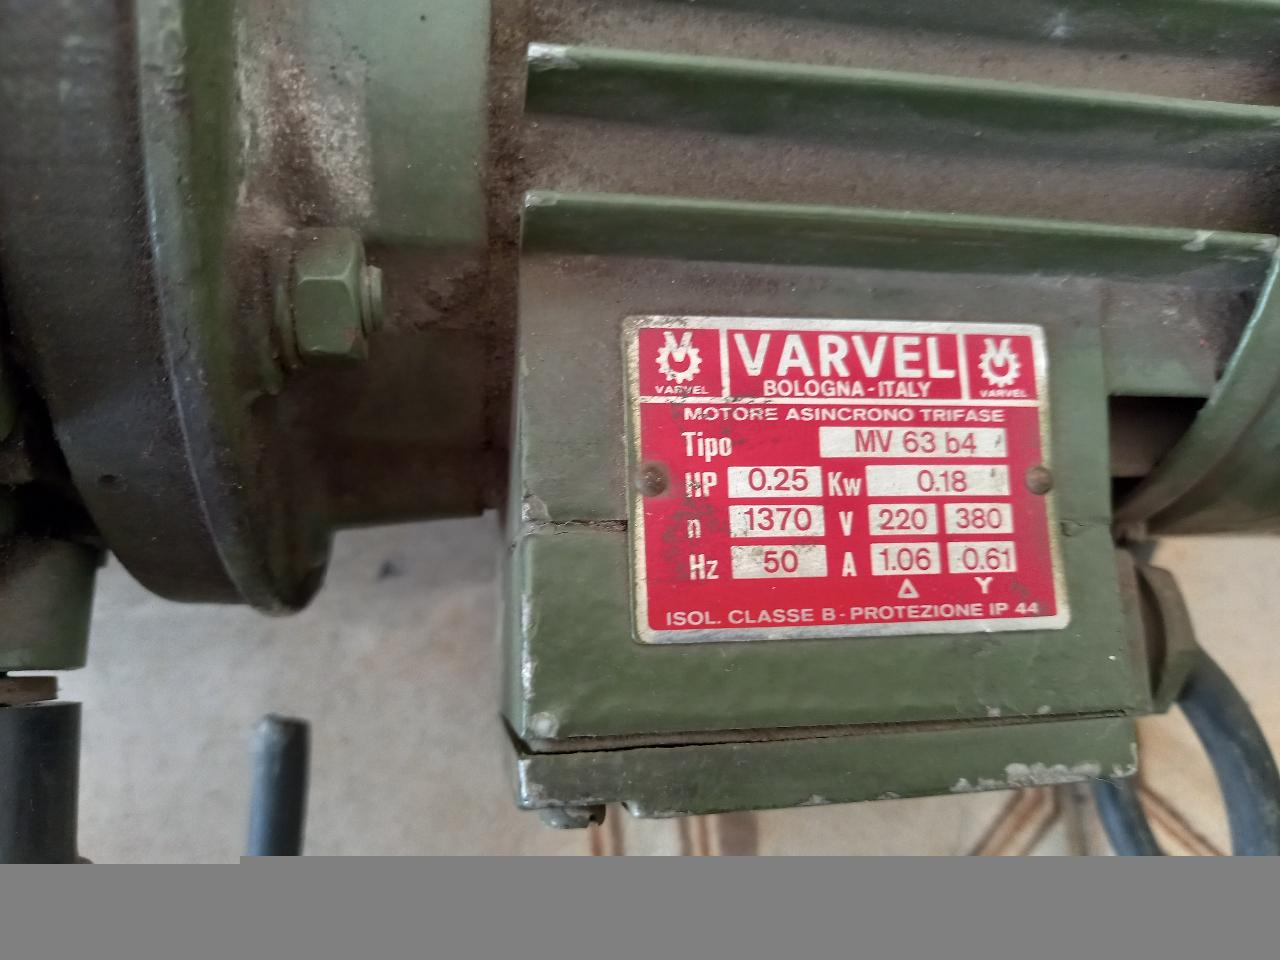 VARVEL VARVEL VARVEL
BOLOGNA - ITALY
MOTORE ASINCRONO TRIFASE
Tipo MV 63 b4
HP 0.25 Kw 0.18
n 1370 V 220 380
Hz 50 A 1.06 0.61
Δ Y
ISOL. CLASSE B - PROTEZIONE IP 44